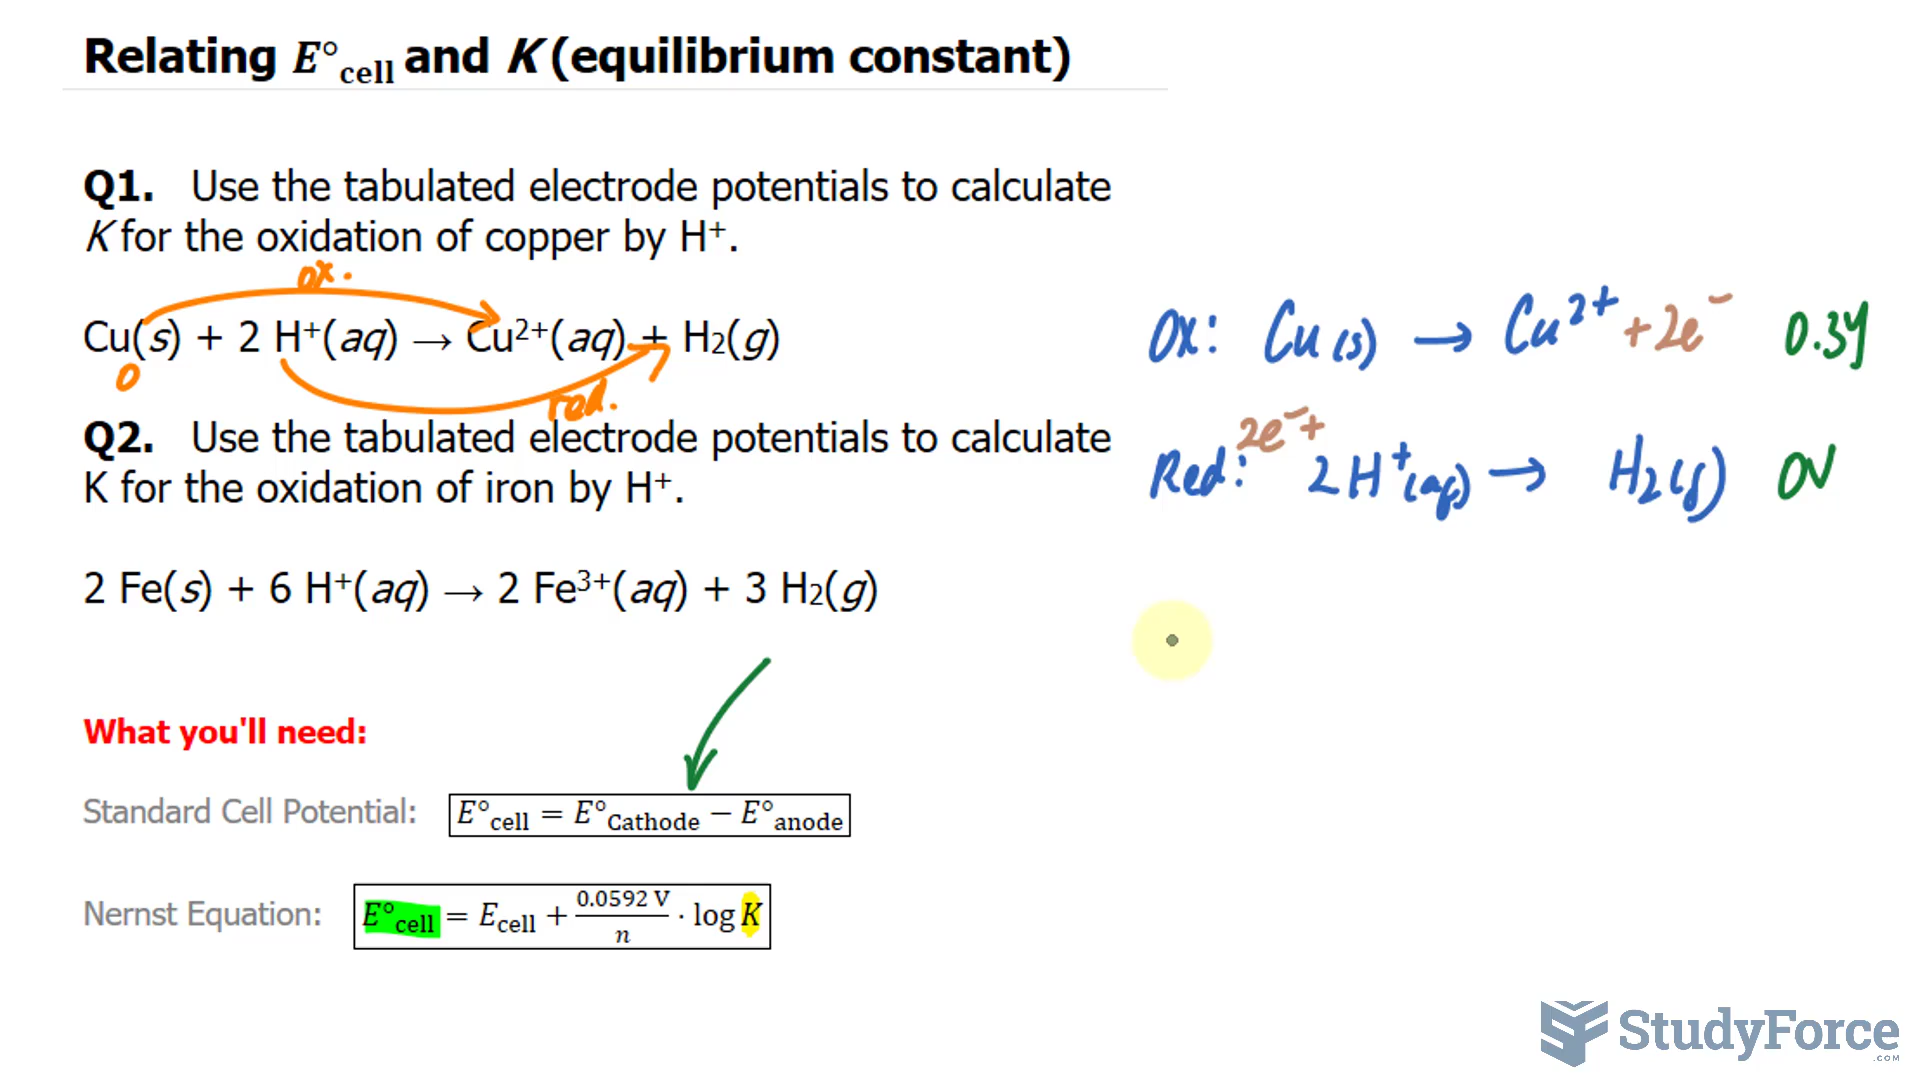 Relating E°cell and K (equilibrium constant)
Q1. Use the tabulated electrode potentials to calculate
K for the oxidation of copper by H⁺.
ox.
Cu(s) + 2 H⁺(aq) → Cu²⁺(aq) + H₂(g)
0
red.
Q2. Use the tabulated electrode potentials to calculate
K for the oxidation of iron by H⁺.
2 Fe(s) + 6 H⁺(aq) → 2 Fe³⁺(aq) + 3 H₂(g)
What you'll need:
Standard Cell Potential: E°cell = E°Cathode − E°anode
Nernst Equation: E°cell = Ecell + 0.0592 V / n · log K
Ox: Cu(s) → Cu²⁺ + 2e⁻ 0.34
2e⁻ +
Red: 2H⁺(aq) → H₂(g) 0V
StudyForce
.COM